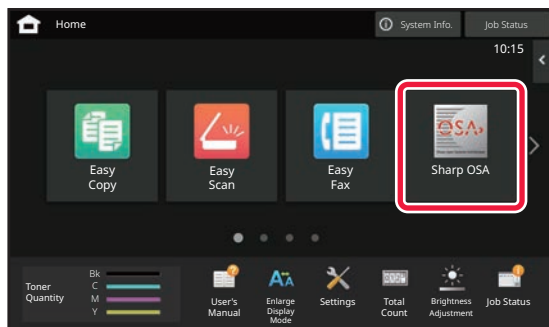 Home
System Info.
Job Status
10:15
Easy
Copy
Easy
Scan
Easy
Fax
OSA
Sharp OSA
Toner
Quantity
Bk
C
M
Y
User's
Manual
Enlarge
Display
Mode
Settings
Total
Count
Brightness
Adjustment
Job Status